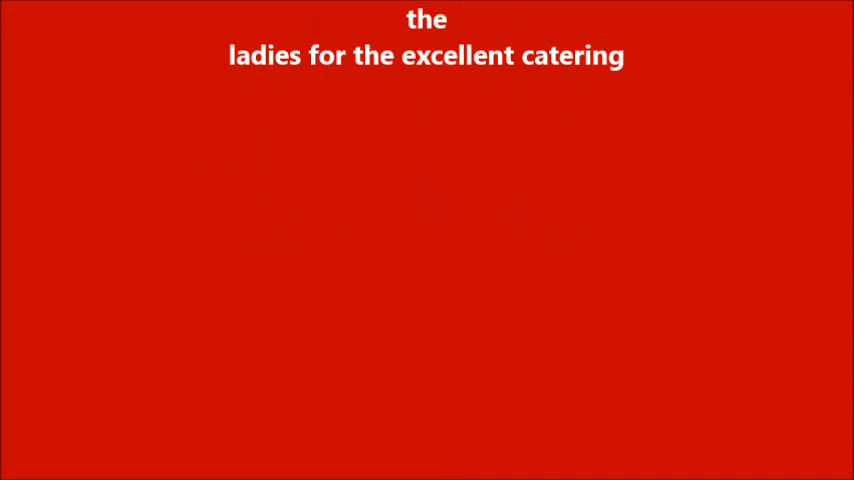 the
ladies for the excellent catering